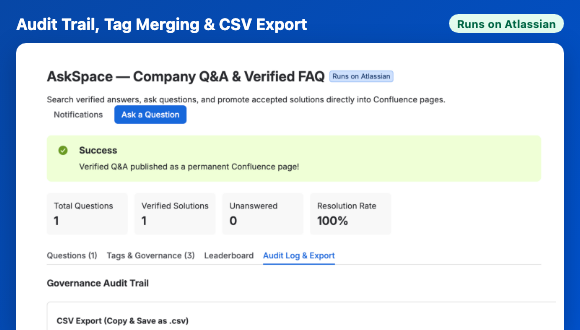 Audit Trail, Tag Merging & CSV Export
Runs on Atlassian
AskSpace — Company Q&A & Verified FAQ
Runs on Atlassian
Search verified answers, ask questions, and promote accepted solutions directly into Confluence pages.
Notifications
Ask a Question
Success
Verified Q&A published as a permanent Confluence page!
Total Questions
1
Verified Solutions
1
Unanswered
0
Resolution Rate
100%
Questions (1)
Tags & Governance (3)
Leaderboard
Audit Log & Export
Governance Audit Trail
CSV Export (Copy & Save as .csv)